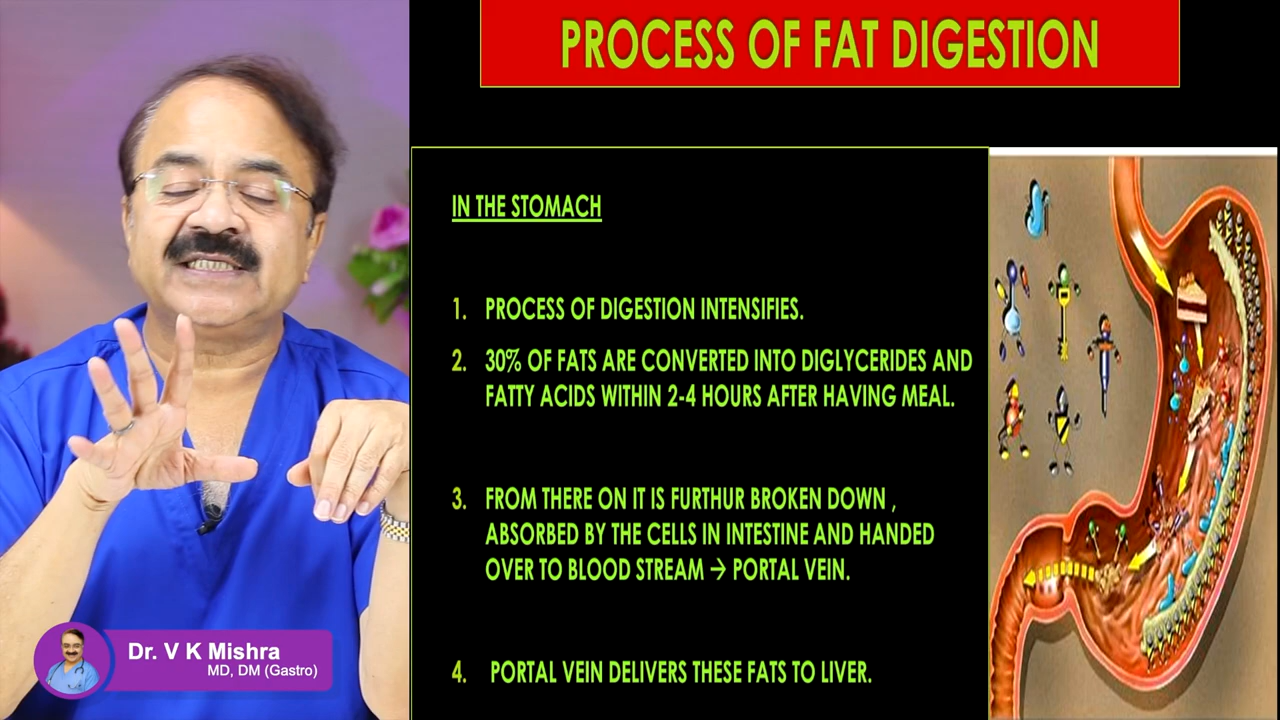 PROCESS OF FAT DIGESTION
IN THE STOMACH
1. PROCESS OF DIGESTION INTENSIFIES.
2. 30% OF FATS ARE CONVERTED INTO DIGLYCERIDES AND
FATTY ACIDS WITHIN 2-4 HOURS AFTER HAVING MEAL.
3. FROM THERE ON IT IS FURTHUR BROKEN DOWN ,
ABSORBED BY THE CELLS IN INTESTINE AND HANDED
OVER TO BLOOD STREAM → PORTAL VEIN.
4. PORTAL VEIN DELIVERS THESE FATS TO LIVER.
Dr. V K Mishra
MD, DM (Gastro)